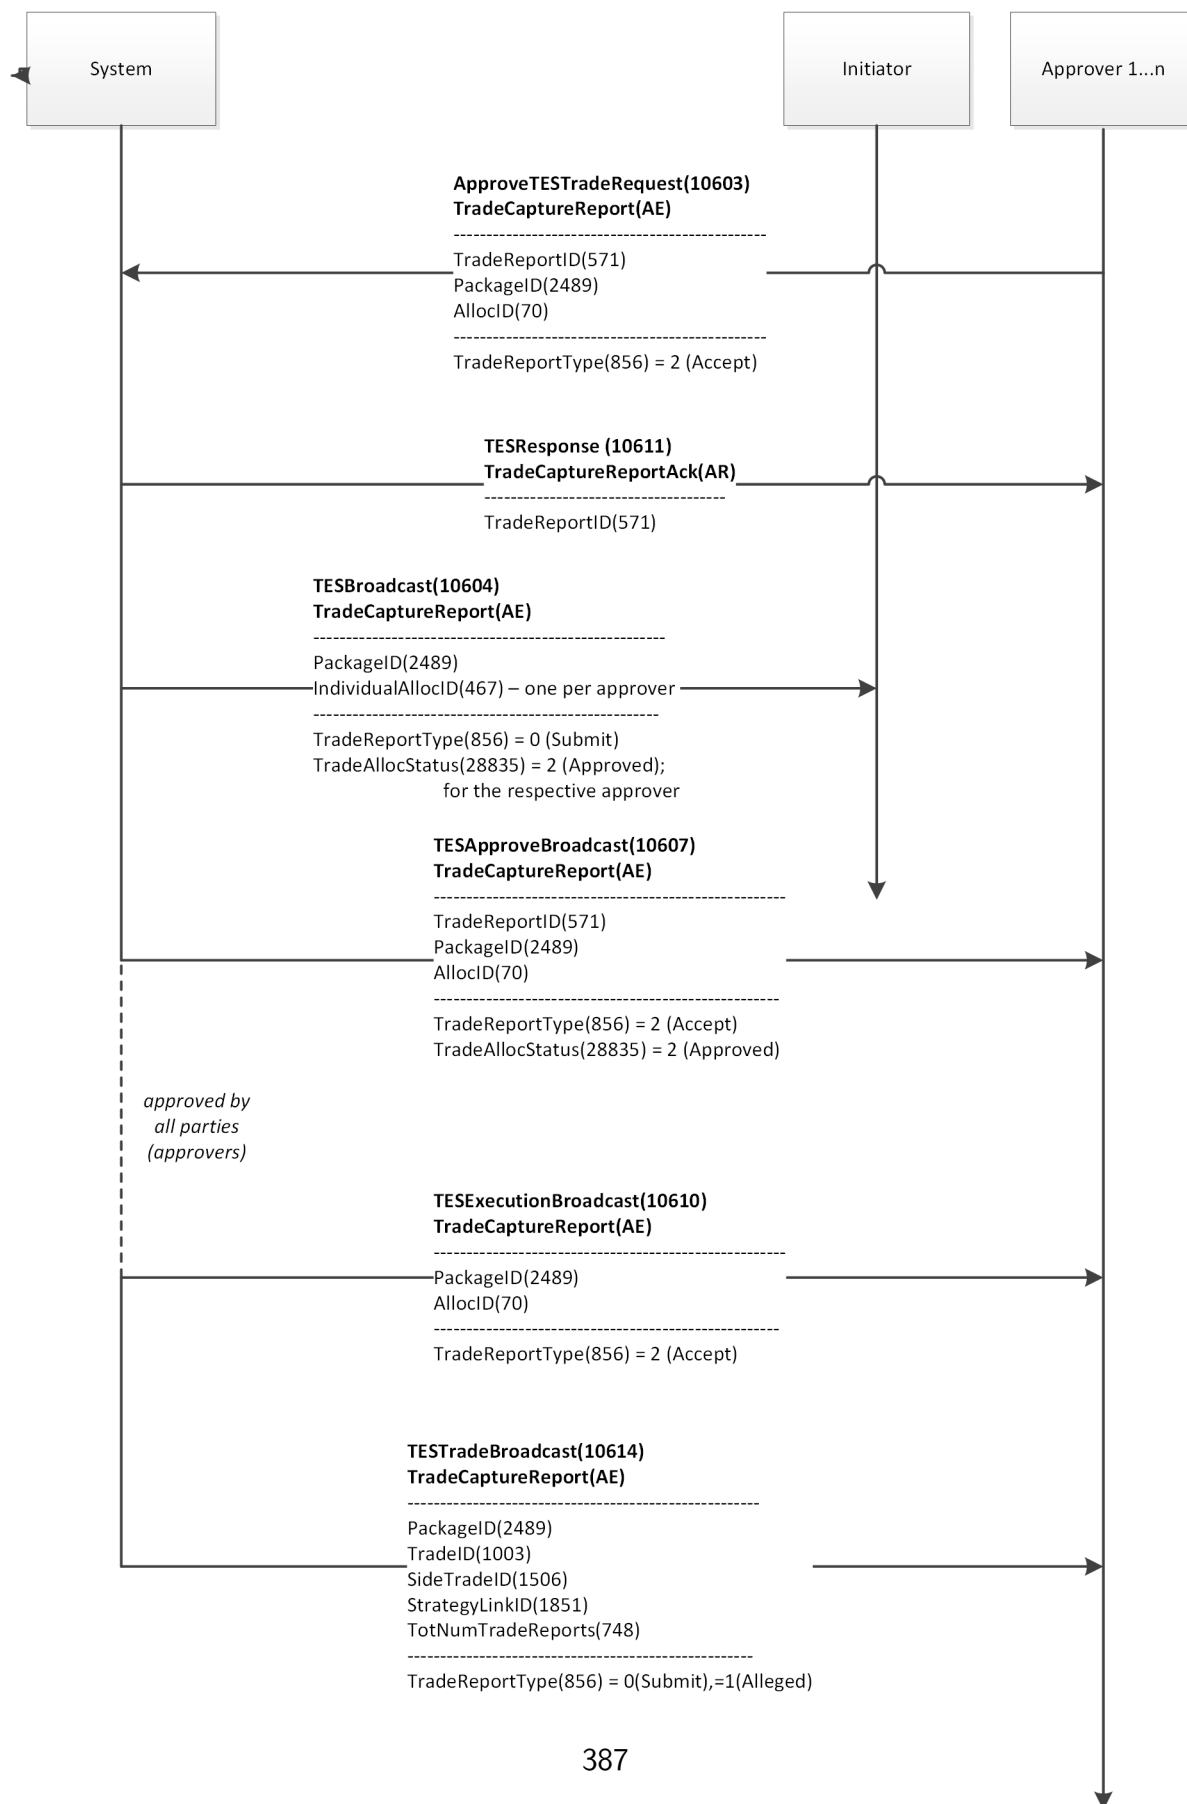 System
Initiator
Approver 1...n
ApproveTESTradeRequest(10603)
TradeCaptureReport(AE)
------------------------------------------------
TradeReportID(571)
PackageID(2489)
AllocID(70)
------------------------------------------------
TradeReportType(856) = 2 (Accept)
TESResponse (10611)
TradeCaptureReportAck(AR)
-------------------------------------
TradeReportID(571)
TESBroadcast(10604)
TradeCaptureReport(AE)
------------------------------------------------------
PackageID(2489)
IndividualAllocID(467) – one per approver
-----------------------------------------------------
TradeReportType(856) = 0 (Submit)
TradeAllocStatus(28835) = 2 (Approved);
for the respective approver
TESApproveBroadcast(10607)
TradeCaptureReport(AE)
------------------------------------------------------
TradeReportID(571)
PackageID(2489)
AllocID(70)
-----------------------------------------------------
TradeReportType(856) = 2 (Accept)
TradeAllocStatus(28835) = 2 (Approved)
approved by
all parties
(approvers)
TESExecutionBroadcast(10610)
TradeCaptureReport(AE)
------------------------------------------------------
PackageID(2489)
AllocID(70)
-----------------------------------------------------
TradeReportType(856) = 2 (Accept)
TESTradeBroadcast(10614)
TradeCaptureReport(AE)
------------------------------------------------------
PackageID(2489)
TradeID(1003)
SideTradeID(1506)
StrategyLinkID(1851)
TotNumTradeReports(748)
-----------------------------------------------------
TradeReportType(856) = 0(Submit),=1(Alleged)
387